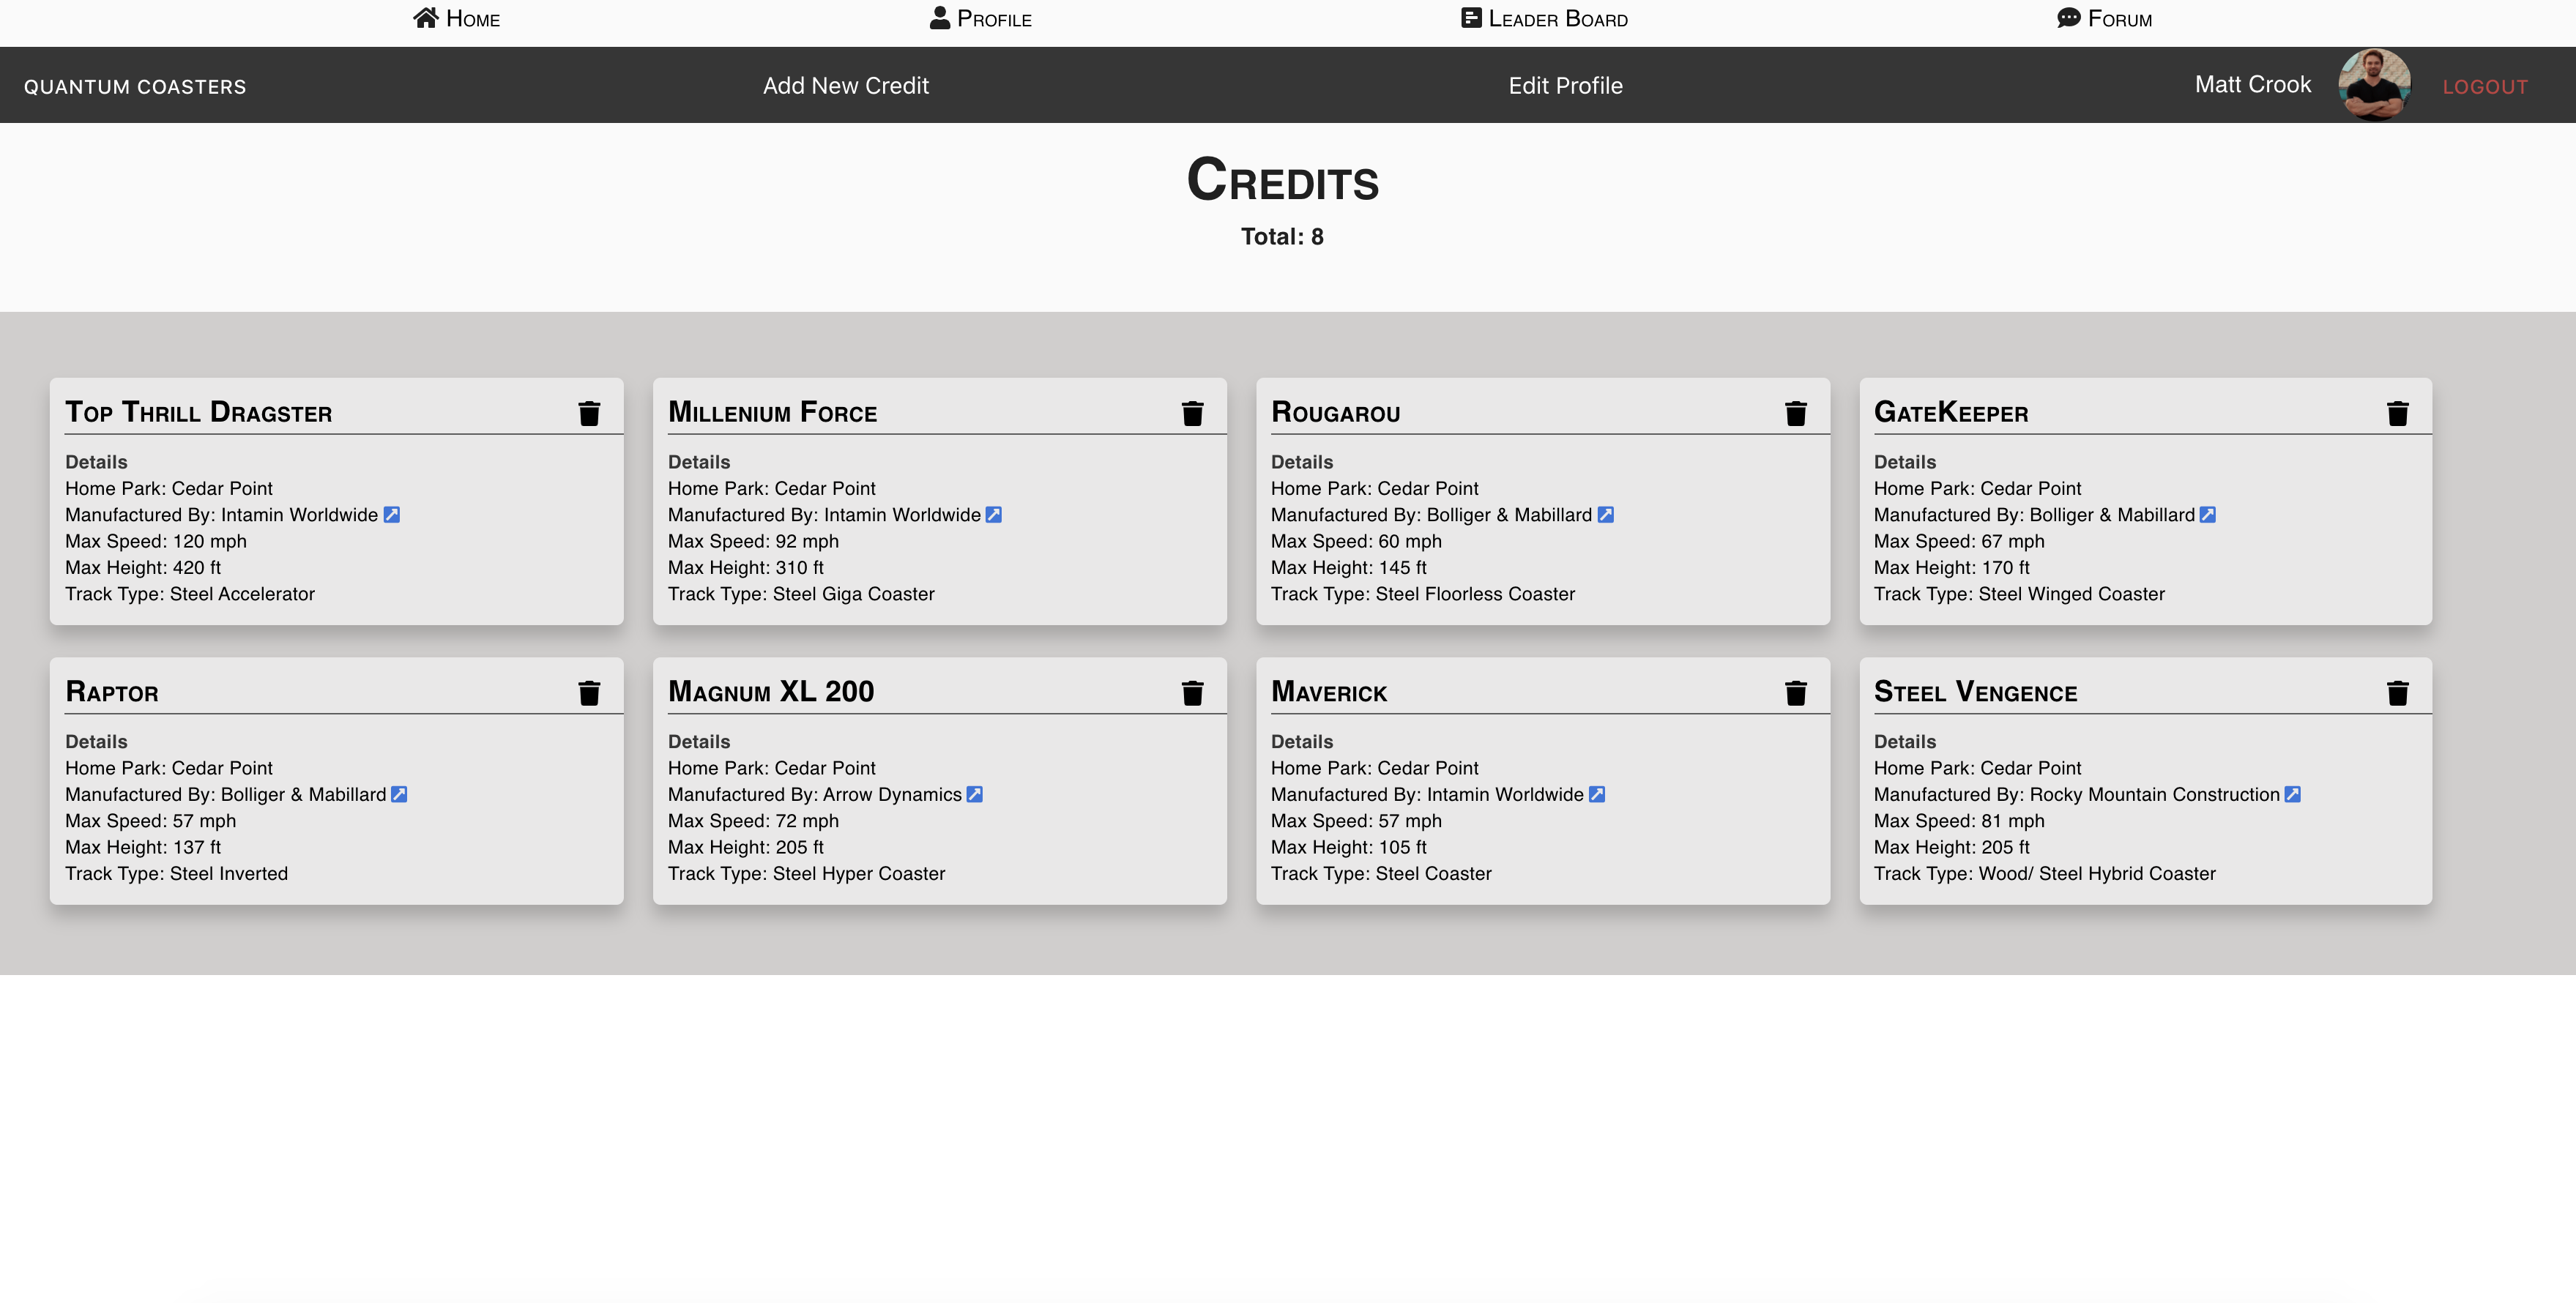 Home Profile Leader Board Forum
QUANTUM COASTERS Add New Credit Edit Profile Matt Crook LOGOUT
Credits
Total: 8
Top Thrill Dragster
Details
Home Park: Cedar Point
Manufactured By: Intamin Worldwide
Max Speed: 120 mph
Max Height: 420 ft
Track Type: Steel Accelerator
Millenium Force
Details
Home Park: Cedar Point
Manufactured By: Intamin Worldwide
Max Speed: 92 mph
Max Height: 310 ft
Track Type: Steel Giga Coaster
Rougarou
Details
Home Park: Cedar Point
Manufactured By: Bolliger & Mabillard
Max Speed: 60 mph
Max Height: 145 ft
Track Type: Steel Floorless Coaster
GateKeeper
Details
Home Park: Cedar Point
Manufactured By: Bolliger & Mabillard
Max Speed: 67 mph
Max Height: 170 ft
Track Type: Steel Winged Coaster
Raptor
Details
Home Park: Cedar Point
Manufactured By: Bolliger & Mabillard
Max Speed: 57 mph
Max Height: 137 ft
Track Type: Steel Inverted
Magnum XL 200
Details
Home Park: Cedar Point
Manufactured By: Arrow Dynamics
Max Speed: 72 mph
Max Height: 205 ft
Track Type: Steel Hyper Coaster
Maverick
Details
Home Park: Cedar Point
Manufactured By: Intamin Worldwide
Max Speed: 57 mph
Max Height: 105 ft
Track Type: Steel Coaster
Steel Vengence
Details
Home Park: Cedar Point
Manufactured By: Rocky Mountain Construction
Max Speed: 81 mph
Max Height: 205 ft
Track Type: Wood/ Steel Hybrid Coaster